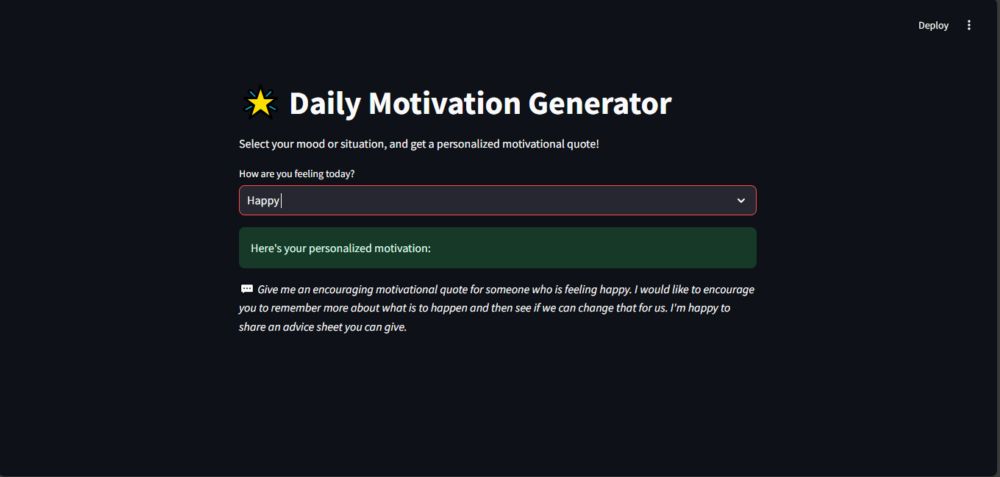 Deploy
Daily Motivation Generator
Select your mood or situation, and get a personalized motivational quote!
How are you feeling today?
Happy
Here's your personalized motivation:
Give me an encouraging motivational quote for someone who is feeling happy. I would like to encourage
you to remember more about what is to happen and then see if we can change that for us. I'm happy to
share an advice sheet you can give.